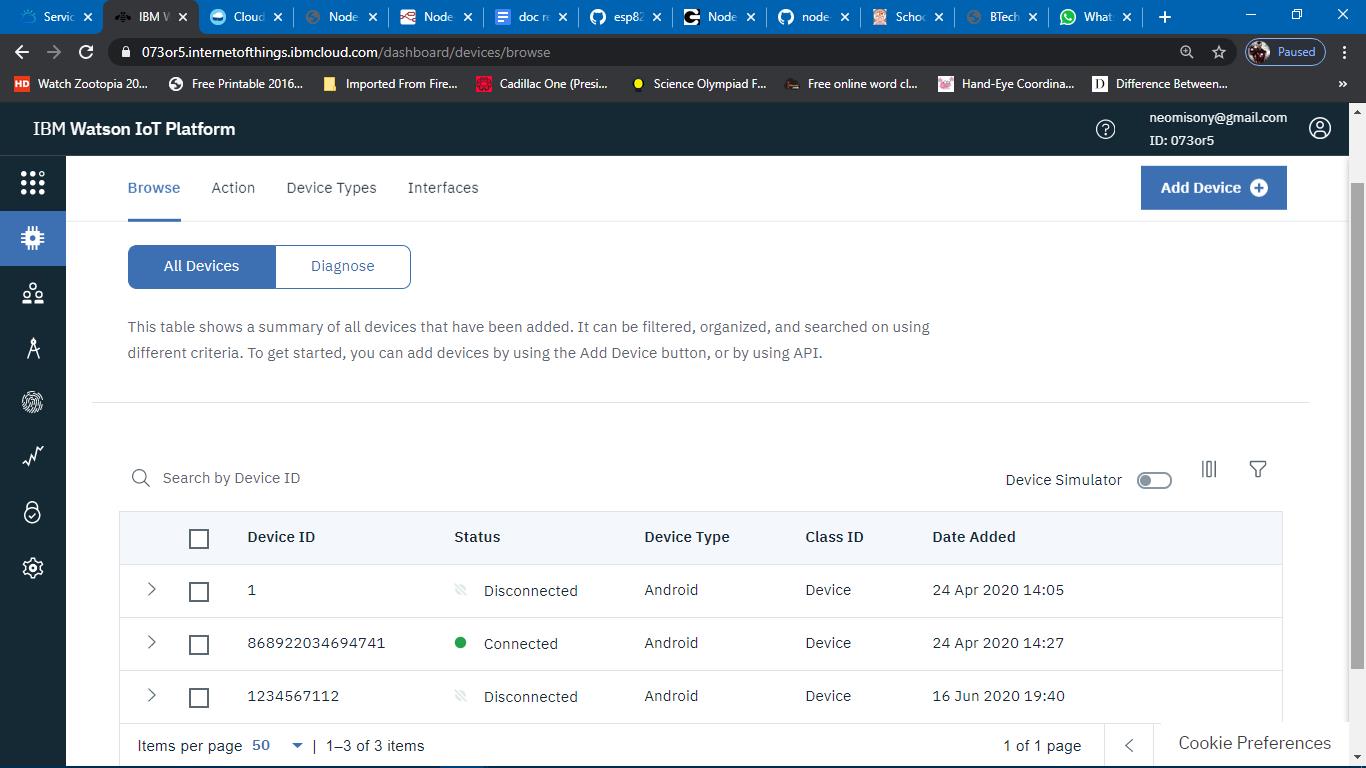 Servic
IBM W
Cloud
Node
Node
doc re
esp82
Node
node-
Schoo
BTech
What
073or5.internetofthings.ibmcloud.com/dashboard/devices/browse
Paused
HD Watch Zootopia 20...
Free Printable 2016...
Imported From Fire...
Cadillac One (Presi...
Science Olympiad F...
Free online word cl...
Hand-Eye Coordina...
D Difference Between...
»
IBM Watson IoT Platform
neomisony@gmail.com
ID: 073or5
Browse
Action
Device Types
Interfaces
Add Device
All Devices
Diagnose
This table shows a summary of all devices that have been added. It can be filtered, organized, and searched on using
different criteria. To get started, you can add devices by using the Add Device button, or by using API.
Search by Device ID
Device Simulator
Device ID Status Device Type Class ID Date Added
1 Disconnected Android Device 24 Apr 2020 14:05
868922034694741 Connected Android Device 24 Apr 2020 14:27
1234567112 Disconnected Android Device 16 Jun 2020 19:40
Items per page 50 | 1–3 of 3 items
1 of 1 page
Cookie Preferences